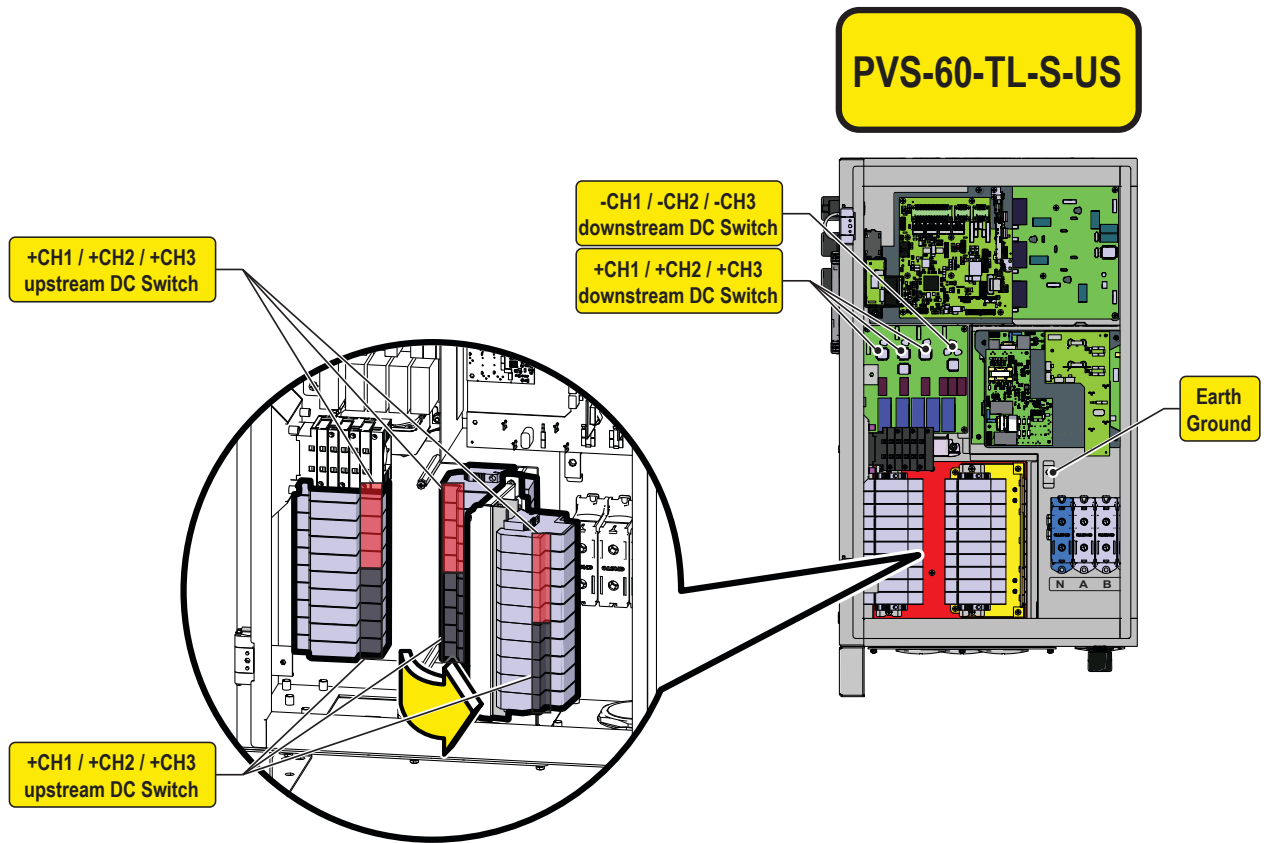 PVS-60-TL-S-US
-CH1 / -CH2 / -CH3
downstream DC Switch
+CH1 / +CH2 / +CH3
downstream DC Switch
+CH1 / +CH2 / +CH3
upstream DC Switch
Earth
Ground
N A B
+CH1 / +CH2 / +CH3
upstream DC Switch